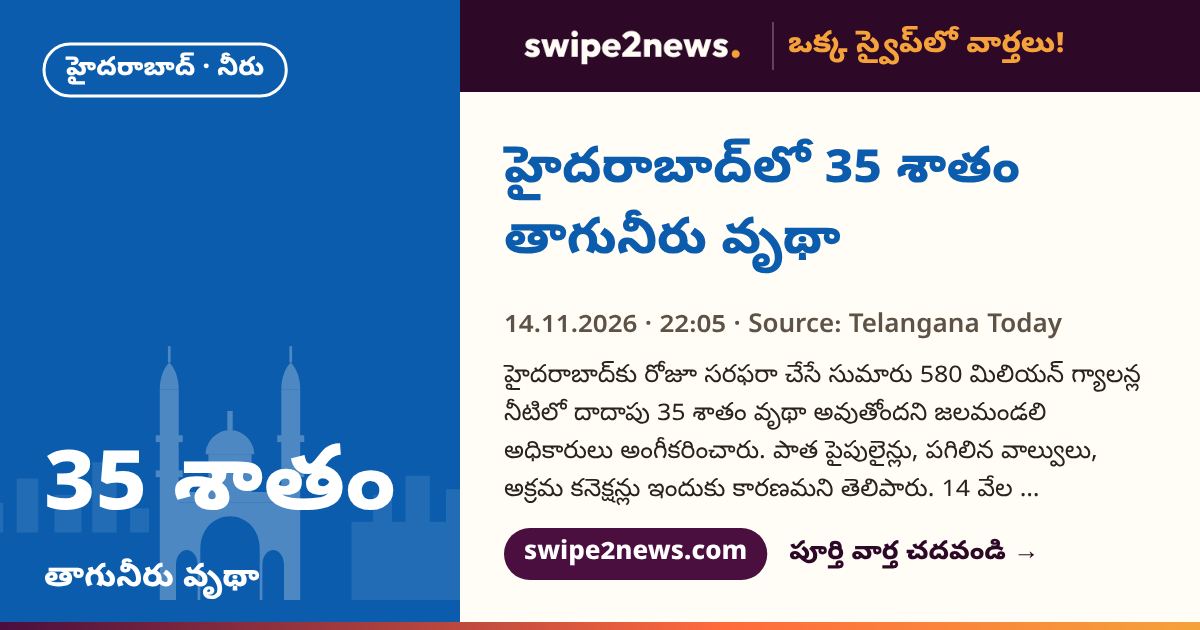 హైదరాబాద్ · నీరు
35 శాతం
తాగునీరు వృథా
swipe2news.
ఒక్క స్వైప్‌లో వార్తలు!
హైదరాబాద్‌లో 35 శాతం
తాగునీరు వృథా
14.11.2026 · 22:05 · Source: Telangana Today
హైదరాబాద్‌కు రోజూ సరఫరా చేసే సుమారు 580 మిలియన్ గ్యాలన్ల
నీటిలో దాదాపు 35 శాతం వృథా అవుతోందని జలమండలి
అధికారులు అంగీకరించారు. పాత పైపులైన్లు, పగిలిన వాల్వులు,
అక్రమ కనెక్షన్లు ఇందుకు కారణమని తెలిపారు. 14 వేల ...
swipe2news.com
పూర్తి వార్త చదవండి →